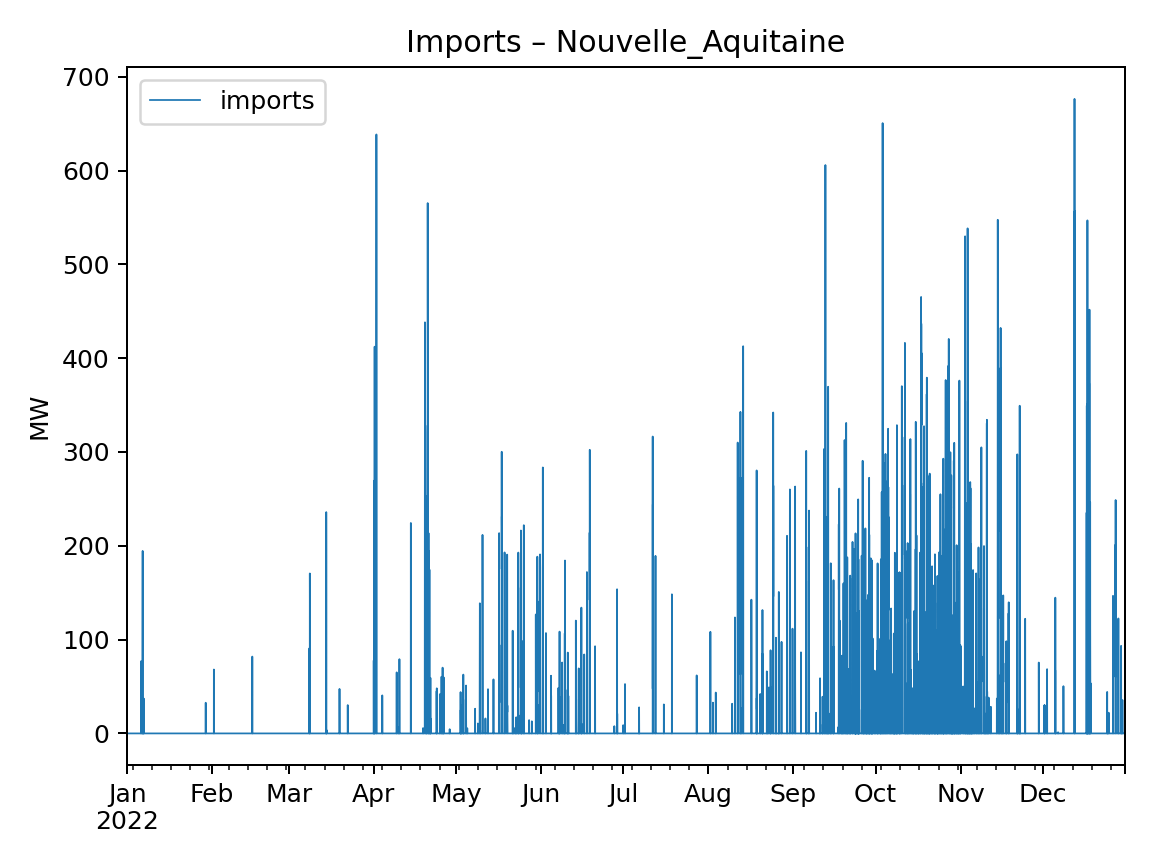 Imports – Nouvelle_Aquitaine
700
600
500
400
300
200
100
0
MW
imports
Jan Feb Mar Apr May Jun Jul Aug Sep Oct Nov Dec
2022